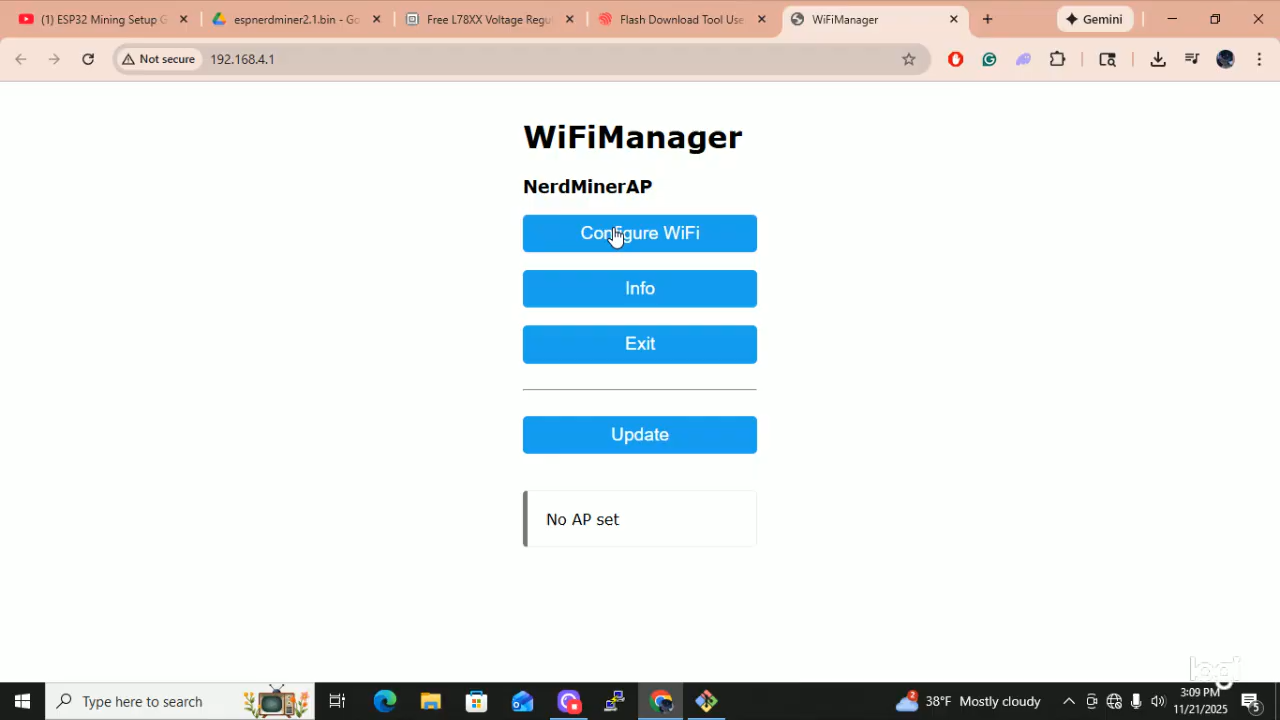 (1) ESP32 Mining Setup G
espnerdminer2.1.bin - Go
Free L78XX Voltage Regu
Flash Download Tool Use
WiFiManager
Gemini
Not secure
192.168.4.1
WiFiManager
NerdMinerAP
Configure WiFi
Info
Exit
Update
No AP set
Type here to search
2
38°F Mostly cloudy
3:09 PM
11/21/2025
5